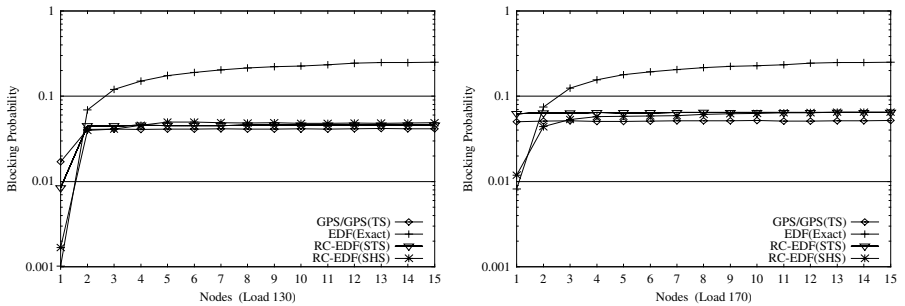 1
0.1
0.01
0.001
Blocking Probability
GPS/GPS(TS)
EDF(Exact)
RC-EDF(STS)
RC-EDF(SHS)
1 2 3 4 5 6 7 8 9 10 11 12 13 14 15
Nodes (Load 130)
1
0.1
0.01
0.001
Blocking Probability
GPS/GPS(TS)
EDF(Exact)
RC-EDF(STS)
RC-EDF(SHS)
1 2 3 4 5 6 7 8 9 10 11 12 13 14 15
Nodes (Load 170)